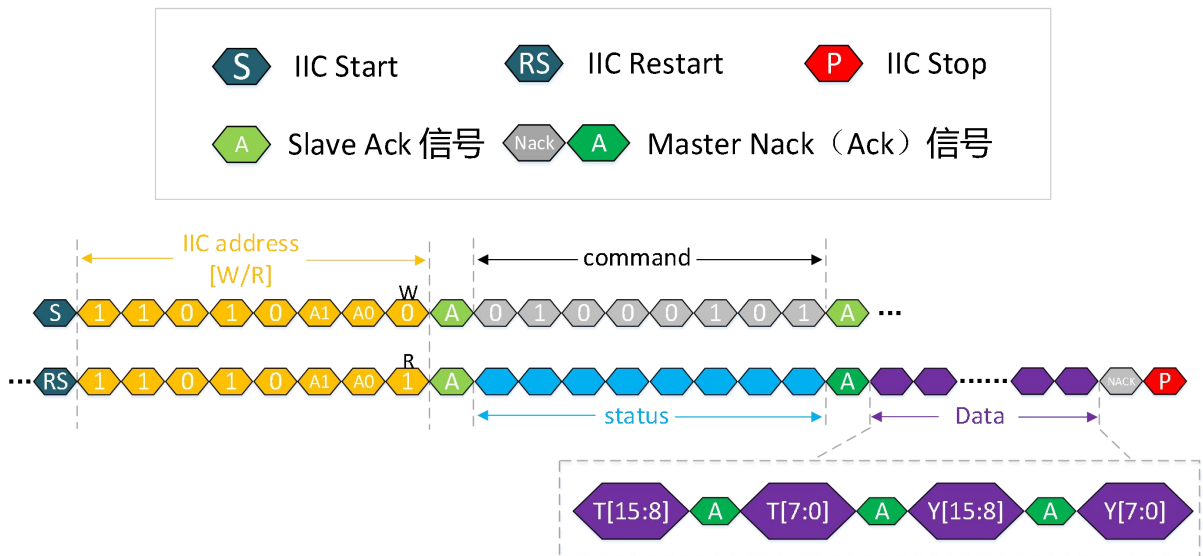 S IIC Start RS IIC Restart P IIC Stop
A Slave Ack 信号 Nack A Master Nack（Ack）信号
IIC address
[W/R]
command
W
S 1 1 0 1 0 A1 A0 0 A 0 1 0 0 0 1 0 1 A ...
R
... RS 1 1 0 1 0 A1 A0 1 A A ...... NACK P
status Data
T[15:8] A T[7:0] A Y[15:8] A Y[7:0]